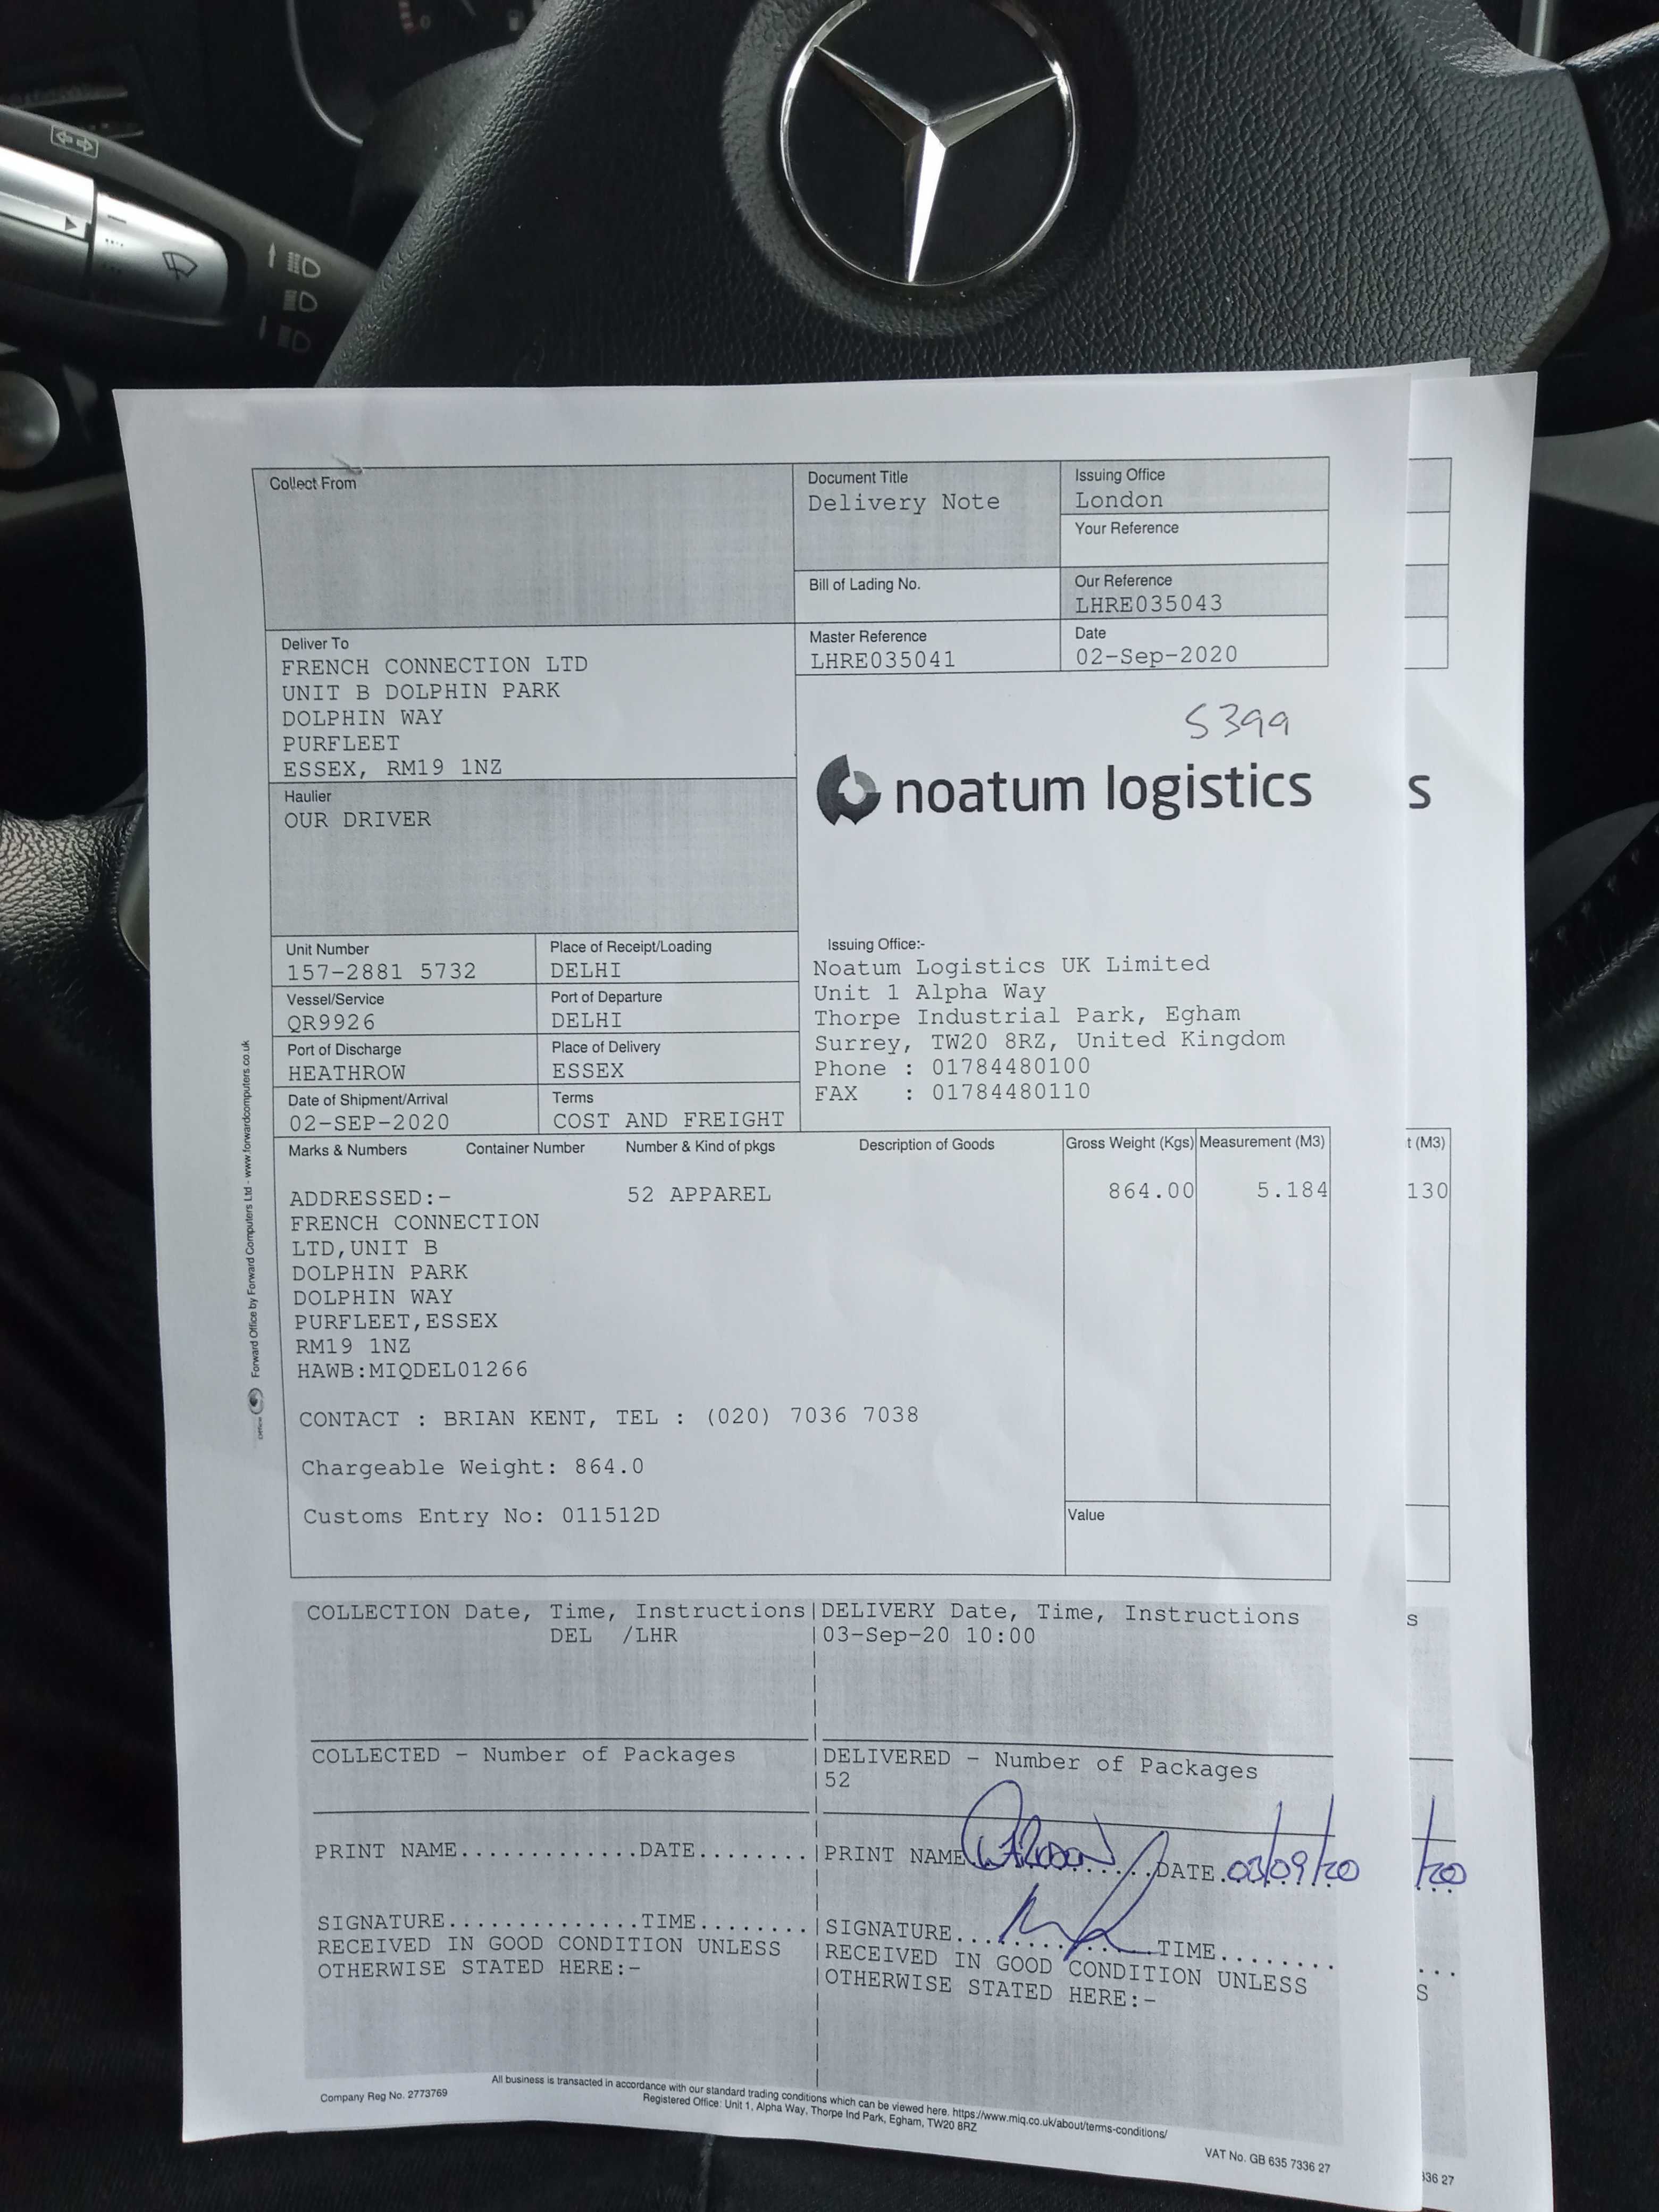 Collect From
Document Title
Delivery Note
Issuing Office
London
Your Reference
Bill of Lading No.
Our Reference
LHRE035043
Deliver To
FRENCH CONNECTION LTD
UNIT B DOLPHIN PARK
DOLPHIN WAY
PURFLEET
ESSEX, RM19 1NZ
Master Reference
LHRE035041
Date
02-Sep-2020
S399
noatum logistics
s
Haulier
OUR DRIVER
Unit Number
157-2881 5732
Place of Receipt/Loading
DELHI
Vessel/Service
QR9926
Port of Departure
DELHI
Port of Discharge
HEATHROW
Place of Delivery
ESSEX
Date of Shipment/Arrival
02-SEP-2020
Terms
COST AND FREIGHT
Issuing Office:-
Noatum Logistics UK Limited
Unit 1 Alpha Way
Thorpe Industrial Park, Egham
Surrey, TW20 8RZ, United Kingdom
Phone : 01784480100
FAX : 01784480110
Marks & Numbers Container Number Number & Kind of pkgs Description of Goods Gross Weight (Kgs) Measurement (M3)
t (M3)
ADDRESSED:- 52 APPAREL 864.00 5.184
130
FRENCH CONNECTION
LTD,UNIT B
DOLPHIN PARK
DOLPHIN WAY
PURFLEET,ESSEX
RM19 1NZ
HAWB:MIQDEL01266
CONTACT : BRIAN KENT, TEL : (020) 7036 7038
Chargeable Weight: 864.0
Customs Entry No: 011512D
Value
Forward Office by Forward Computers Ltd - www.forwardcomputers.co.uk
COLLECTION Date, Time, Instructions
DEL /LHR
DELIVERY Date, Time, Instructions
03-Sep-20 10:00
s
COLLECTED - Number of Packages
DELIVERED - Number of Packages
52
PRINT NAME.............DATE........
PRINT NAME DATE 03/09/20
/20
SIGNATURE..............TIME........
RECEIVED IN GOOD CONDITION UNLESS
OTHERWISE STATED HERE:-
SIGNATURE TIME........
RECEIVED IN GOOD CONDITION UNLESS
OTHERWISE STATED HERE:-
S
Company Reg No. 2773769
All business is transacted in accordance with our standard trading conditions which can be viewed here. https://www.miq.co.uk/about/terms-conditions/
Registered Office: Unit 1, Alpha Way, Thorpe Ind Park, Egham, TW20 8RZ
VAT No. GB 635 7336 27
336 27